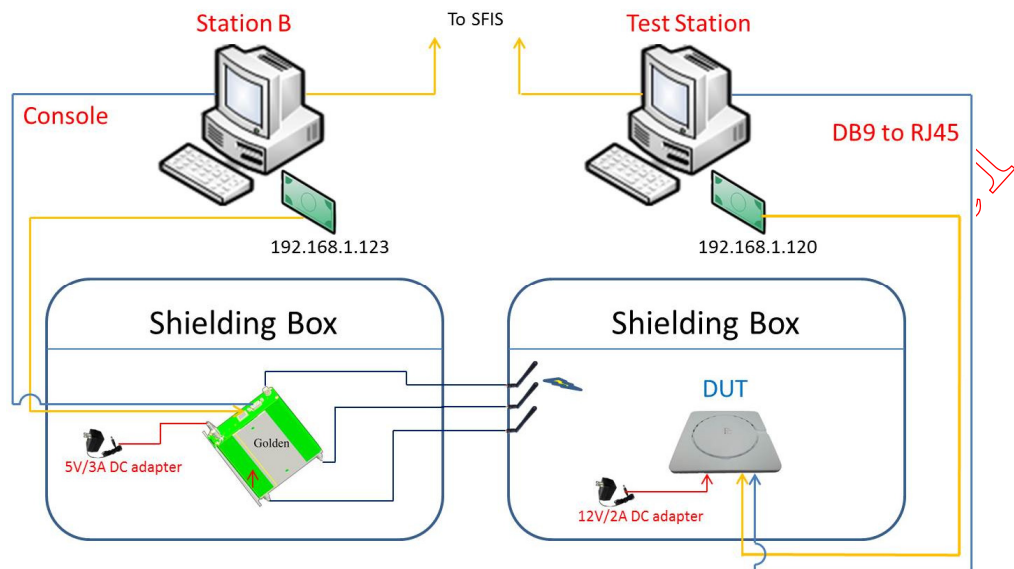 Station B
To SFIS
Test Station
Console
DB9 to RJ45
192.168.1.123
192.168.1.120
Shielding Box
Shielding Box
DUT
Golden
5V/3A DC adapter
12V/2A DC adapter